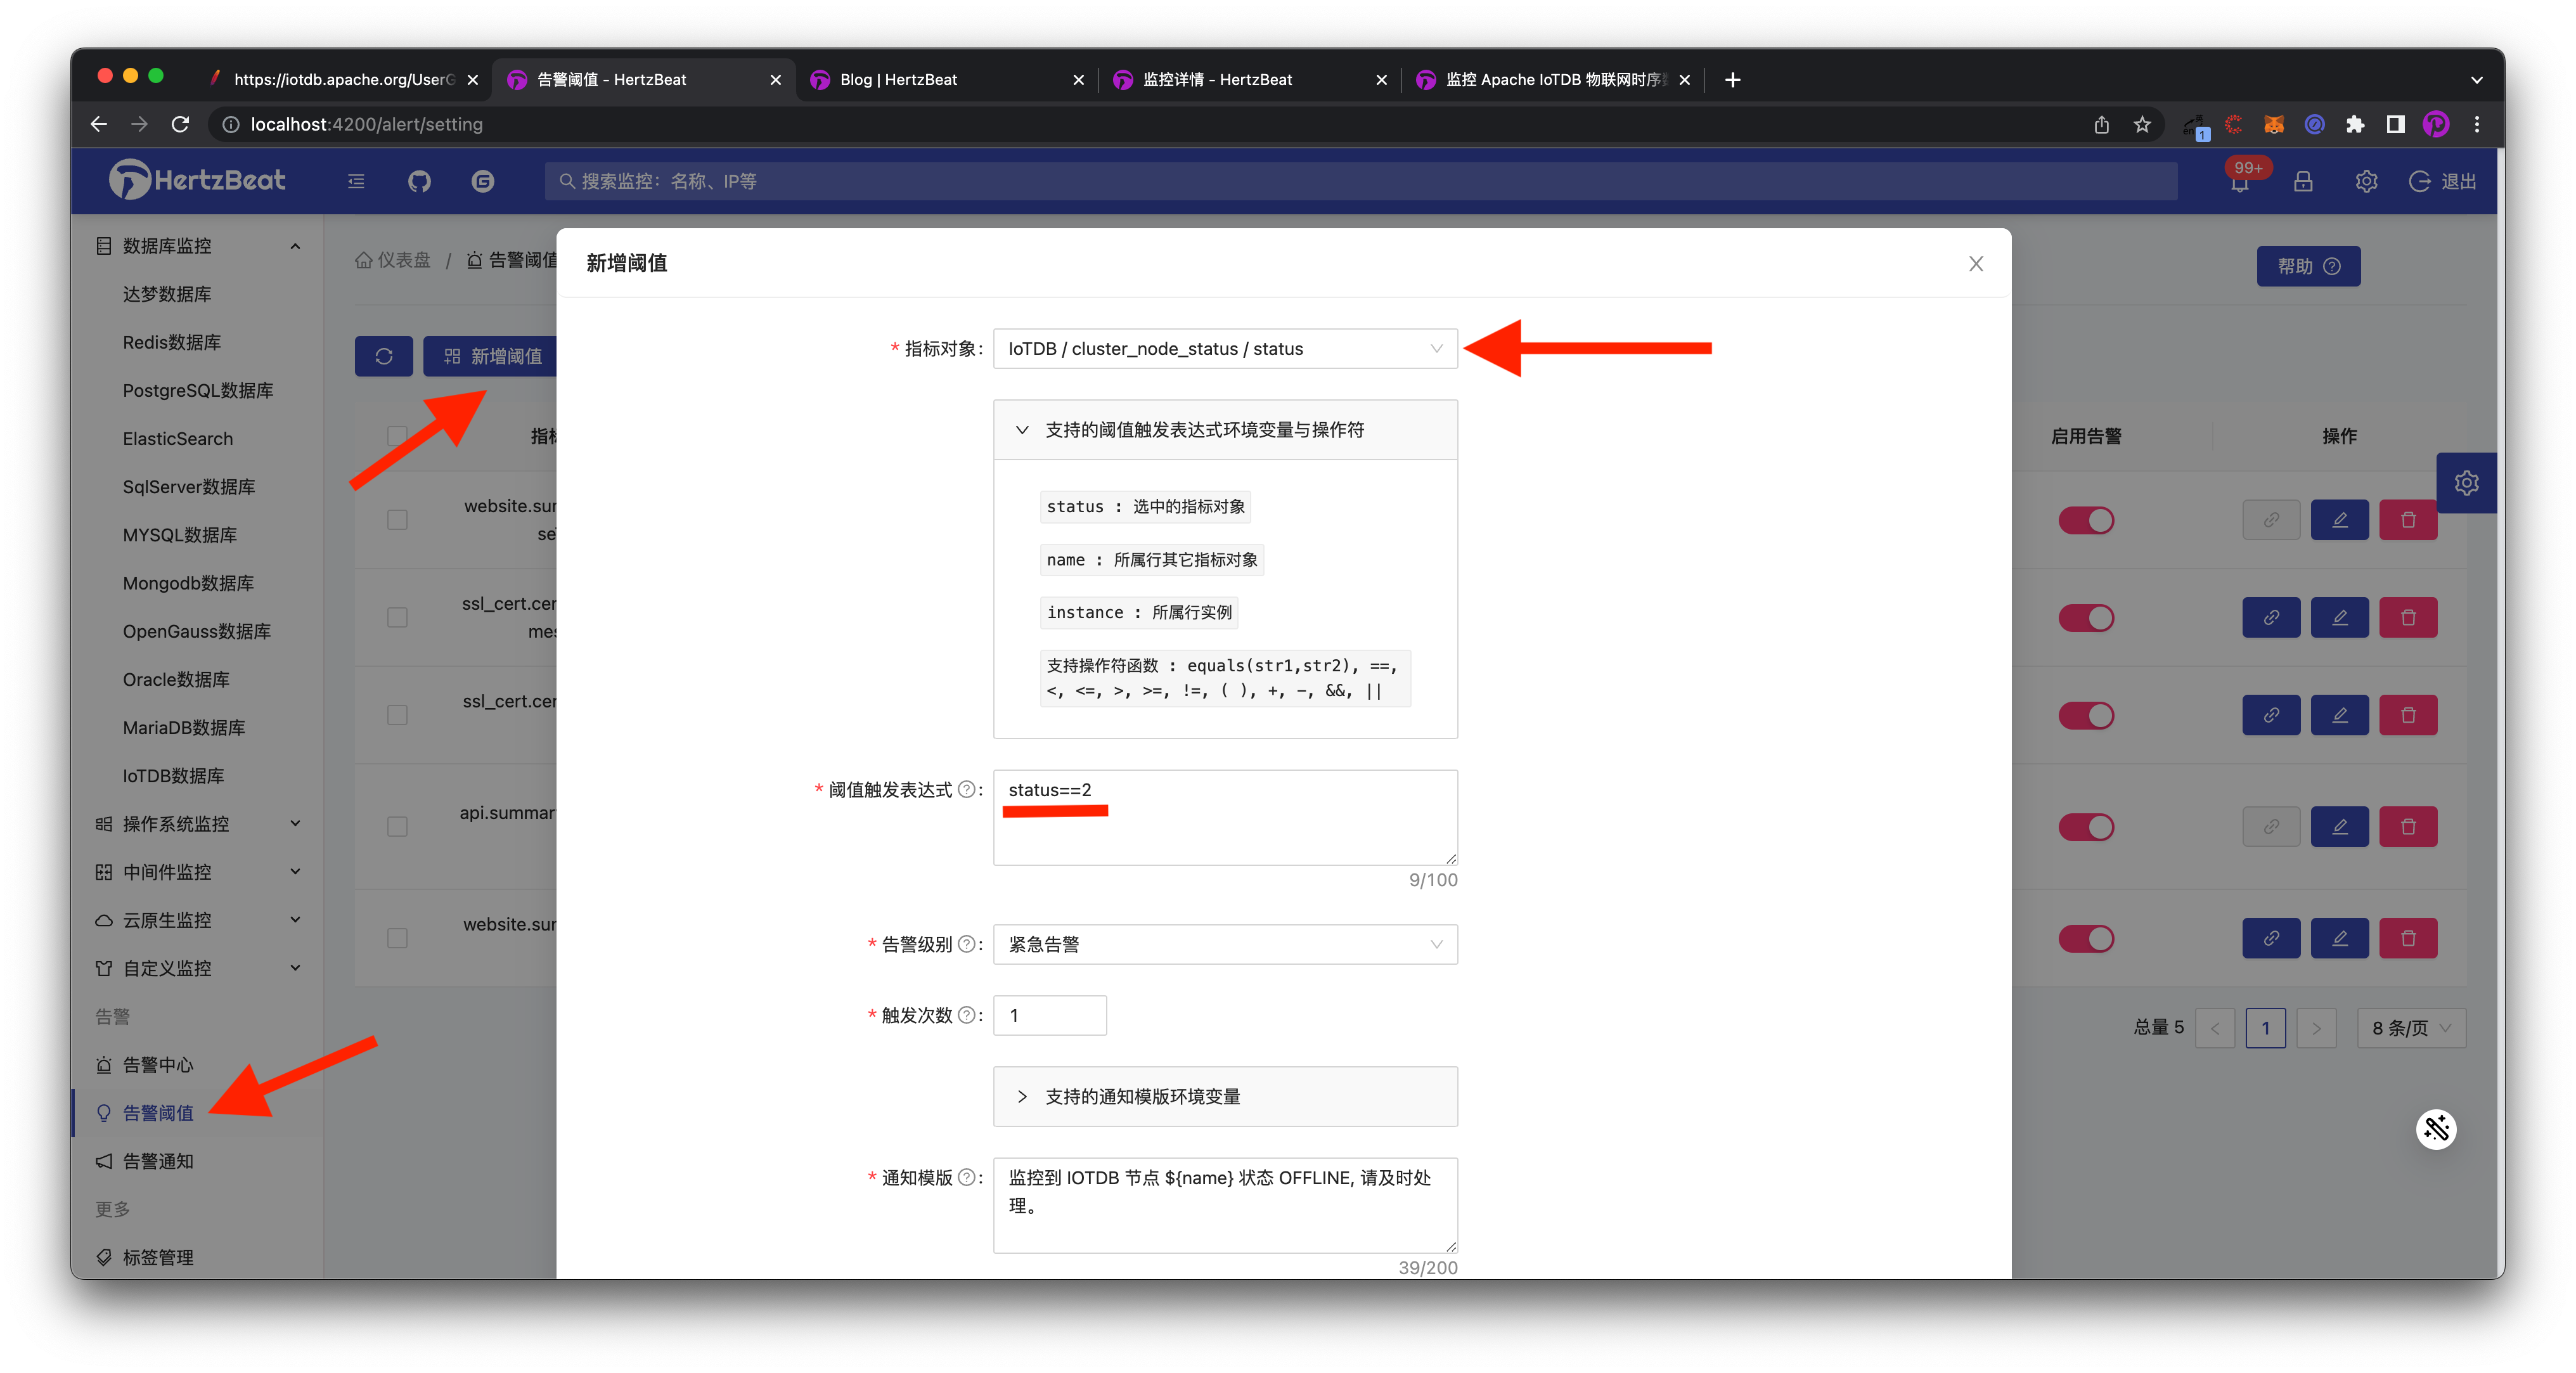 https://iotdb.apache.org/UserG
告警阈值 - HertzBeat
Blog | HertzBeat
监控详情 - HertzBeat
监控 Apache IoTDB 物联网时序
localhost:4200/alert/setting
1
HertzBeat
搜索监控：名称、IP等
99+
退出
数据库监控
达梦数据库
Redis数据库
PostgreSQL数据库
ElasticSearch
SqlServer数据库
MYSQL数据库
Mongodb数据库
OpenGauss数据库
Oracle数据库
MariaDB数据库
IoTDB数据库
操作系统监控
中间件监控
云原生监控
自定义监控
告警
告警中心
告警阈值
告警通知
更多
标签管理
仪表盘 / 告警阈值
帮助
新增阈值
指标
启用告警
操作
website.sum
se
ssl_cert.cer
mes
ssl_cert.cer
api.summar
website.sum
总量 5
1
8 条/页
新增阈值
* 指标对象：
IoTDB / cluster_node_status / status
支持的阈值触发表达式环境变量与操作符
status : 选中的指标对象
name : 所属行其它指标对象
instance : 所属行实例
支持操作符函数 : equals(str1,str2), ==,
<, <=, >, >=, !=, ( ), +, -, &&, ||
* 阈值触发表达式 :
status==2
9/100
* 告警级别 :
紧急告警
* 触发次数 :
1
支持的通知模版环境变量
* 通知模版 :
监控到 IOTDB 节点 ${name} 状态 OFFLINE, 请及时处
理。
39/200